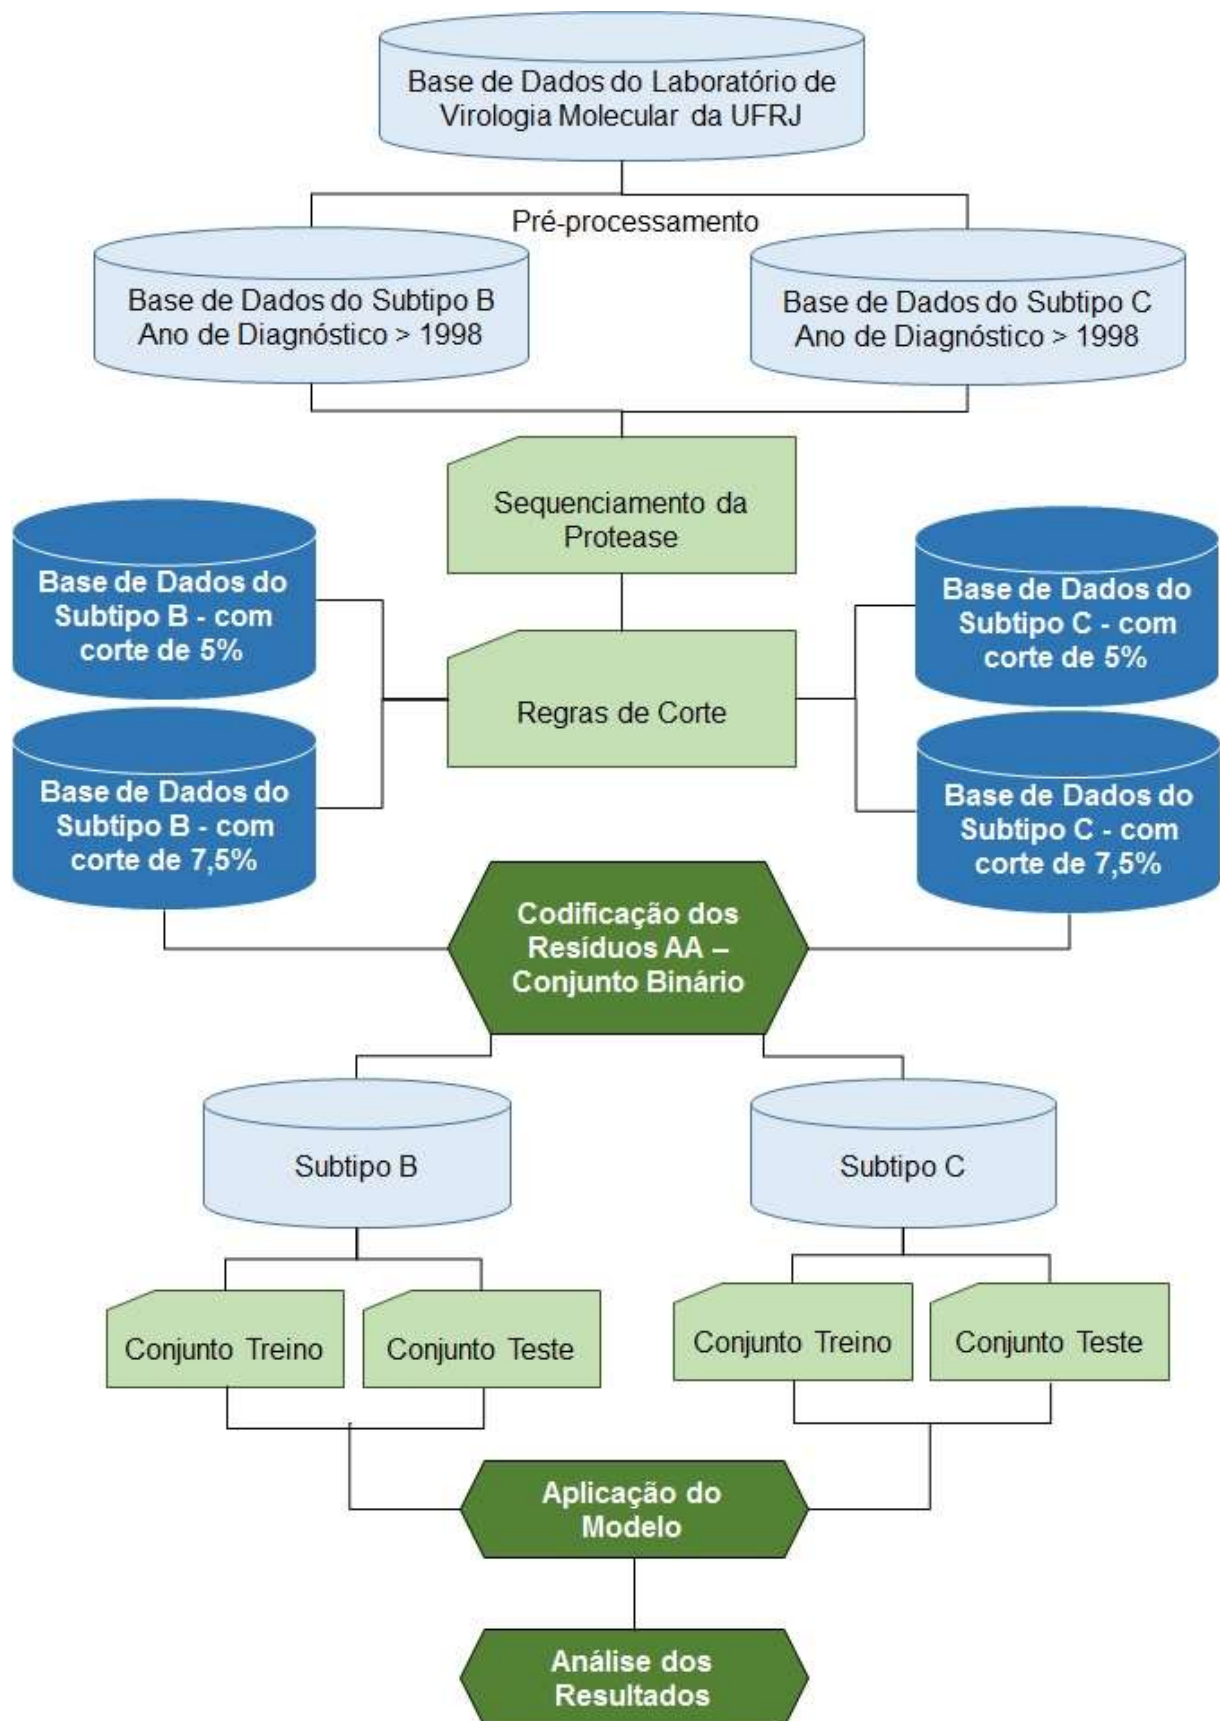 Base de Dados do Laboratório de
Virologia Molecular da UFRJ
Pré-processamento
Base de Dados do Subtipo B
Ano de Diagnóstico > 1998
Base de Dados do Subtipo C
Ano de Diagnóstico > 1998
Sequenciamento da
Protease
Base de Dados do
Subtipo B - com
corte de 5%
Base de Dados do
Subtipo C - com
corte de 5%
Regras de Corte
Base de Dados do
Subtipo B - com
corte de 7,5%
Base de Dados do
Subtipo C - com
corte de 7,5%
Codificação dos
Resíduos AA –
Conjunto Binário
Subtipo B
Subtipo C
Conjunto Treino
Conjunto Teste
Conjunto Treino
Conjunto Teste
Aplicação do
Modelo
Análise dos
Resultados